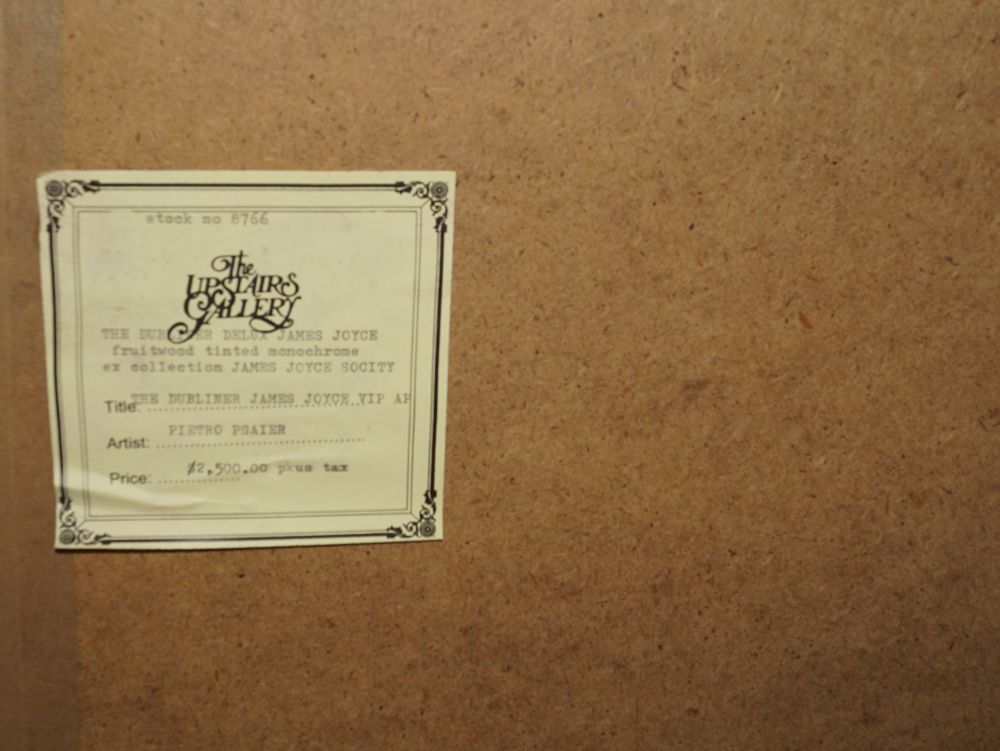 stock no 8766
The
UPSTAIRS
GALLERY
THE DUBLINER DELUX JAMES JOYCE
fruitwood tinted monochrome
ex collection JAMES JOYCE SOCITY
Title: THE DUBLINER JAMES JOYCE VIP AP
Artist: PIETRO PSAIER
Price: $2,500.00 pkus tax